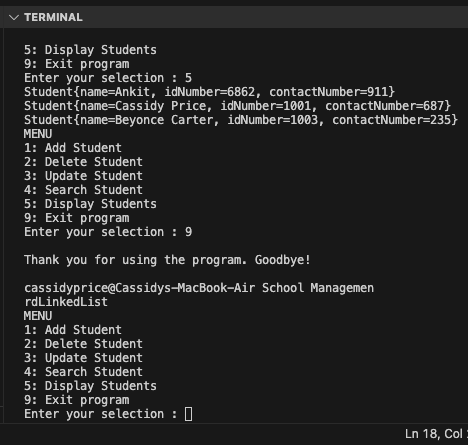 TERMINAL
5: Display Students
9: Exit program
Enter your selection : 5
Student{name=Ankit, idNumber=6862, contactNumber=911}
Student{name=Cassidy Price, idNumber=1001, contactNumber=687}
Student{name=Beyonce Carter, idNumber=1003, contactNumber=235}
MENU
1: Add Student
2: Delete Student
3: Update Student
4: Search Student
5: Display Students
9: Exit program
Enter your selection : 9
Thank you for using the program. Goodbye!
cassidyprice@Cassidys-MacBook-Air School Managemen
rdLinkedList
MENU
1: Add Student
2: Delete Student
3: Update Student
4: Search Student
5: Display Students
9: Exit program
Enter your selection :
Ln 18, Col